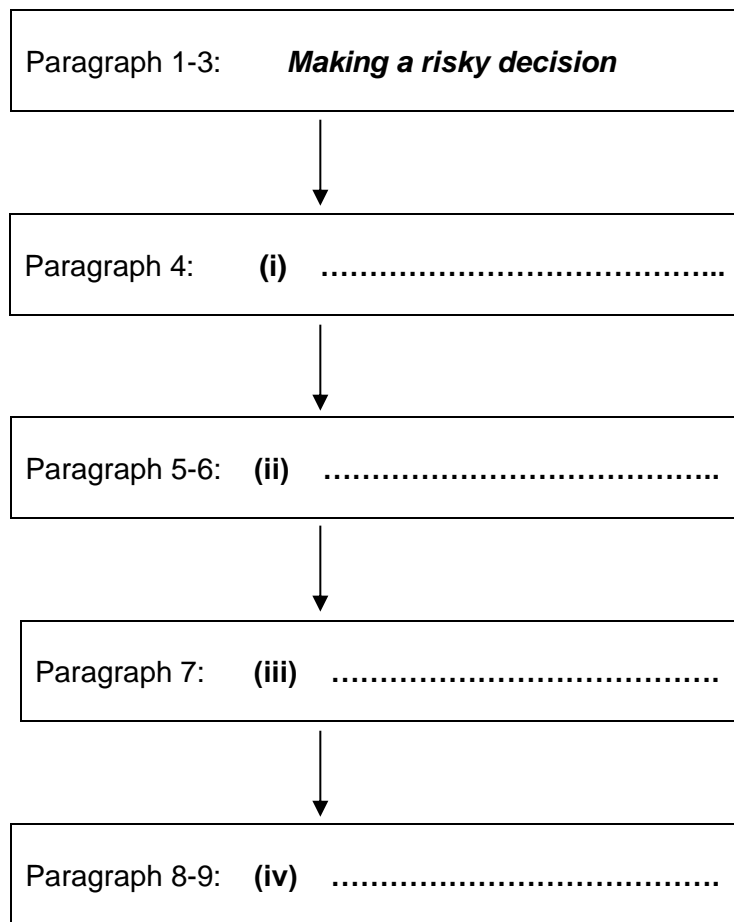 Paragraph 1-3: Making a risky decision
Paragraph 4: (i) …………………………………...
Paragraph 5-6: (ii) …………………………………..
Paragraph 7: (iii) ………………………………….
Paragraph 8-9: (iv) ………………………………….